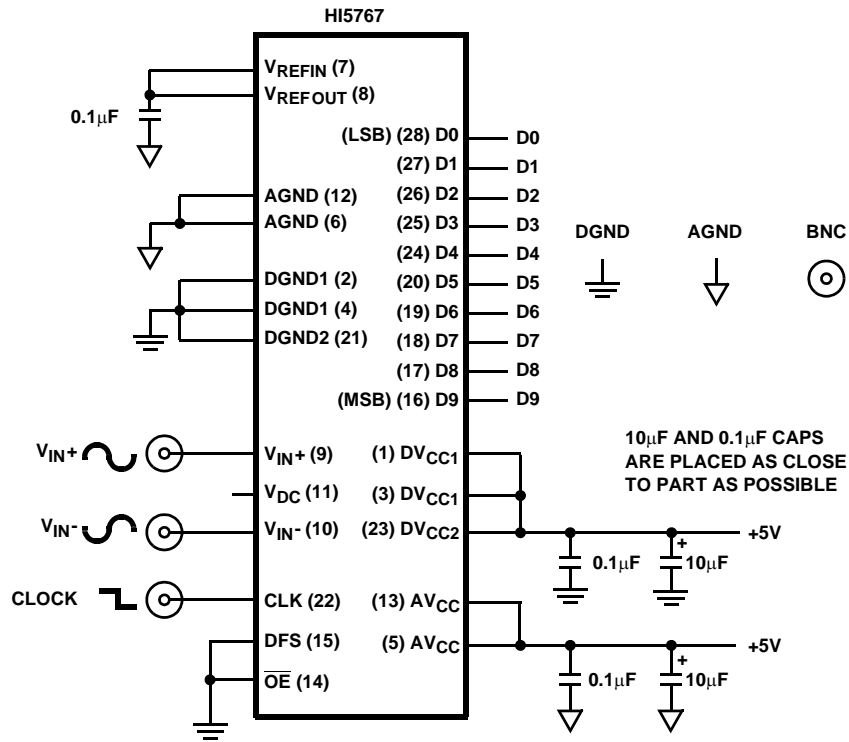 HI5767
VREFIN (7)
VREFOUT (8)
0.1µF
(LSB) (28) D0 D0
(27) D1 D1
AGND (12) (26) D2 D2
AGND (6) (25) D3 D3
(24) D4 D4
DGND1 (2) (20) D5 D5
DGND1 (4) (19) D6 D6
DGND2 (21) (18) D7 D7
(17) D8 D8
(MSB) (16) D9 D9
DGND AGND BNC
10µF AND 0.1µF CAPS
ARE PLACED AS CLOSE
TO PART AS POSSIBLE
VIN+ VIN+ (9) (1) DVCC1
VDC (11) (3) DVCC1
VIN- VIN- (10) (23) DVCC2 +5V
0.1µF + 10µF
CLOCK CLK (22) (13) AVCC
DFS (15) (5) AVCC +5V
OE (14) 0.1µF + 10µF